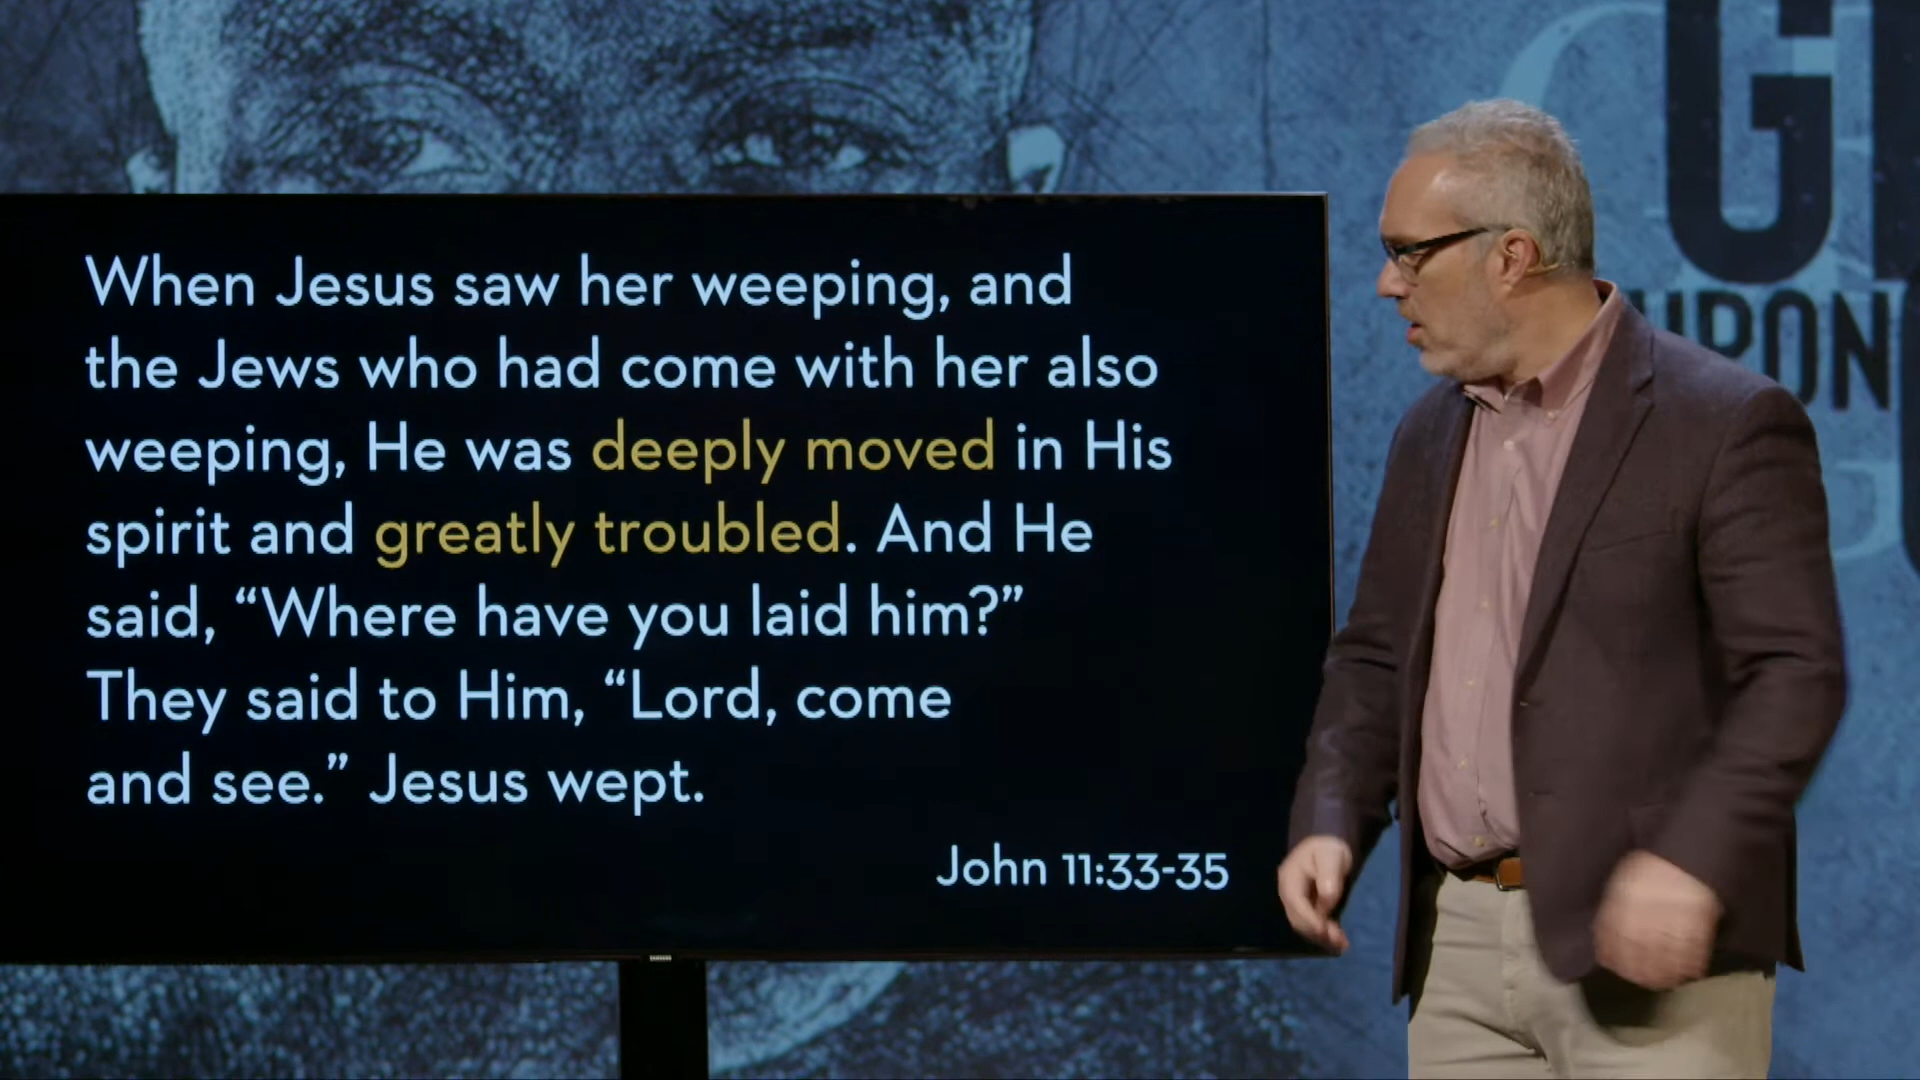 When Jesus saw her weeping, and
the Jews who had come with her also
weeping, He was deeply moved in His
spirit and greatly troubled. And He
said, “Where have you laid him?”
They said to Him, “Lord, come
and see.” Jesus wept.
John 11:33-35
UPON